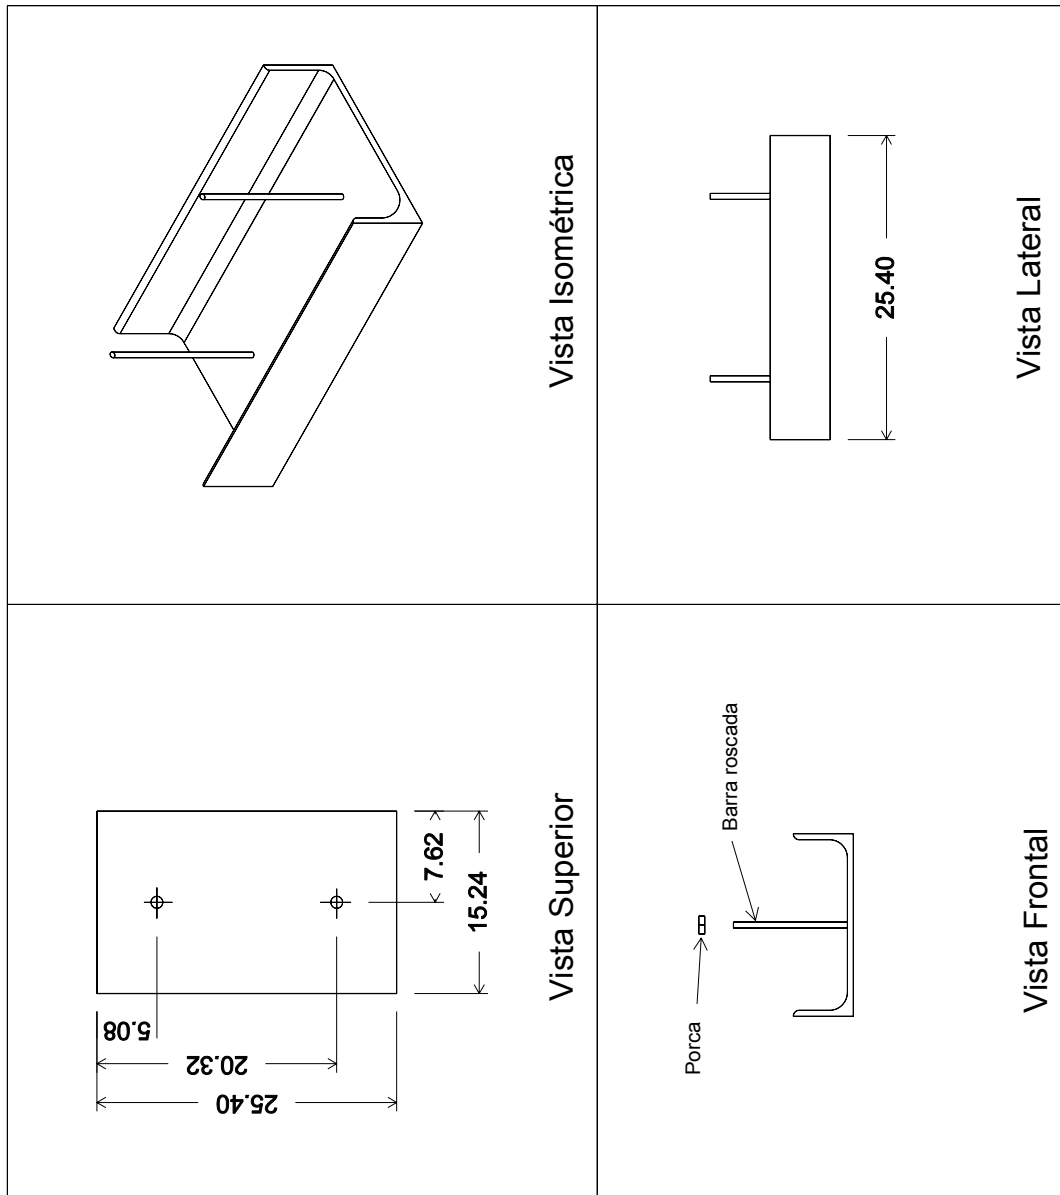 5.08
20.32
25.40
7.62
15.24
Vista Superior
Vista Isométrica
Porca
Barra roscada
Vista Frontal
25.40
Vista Lateral